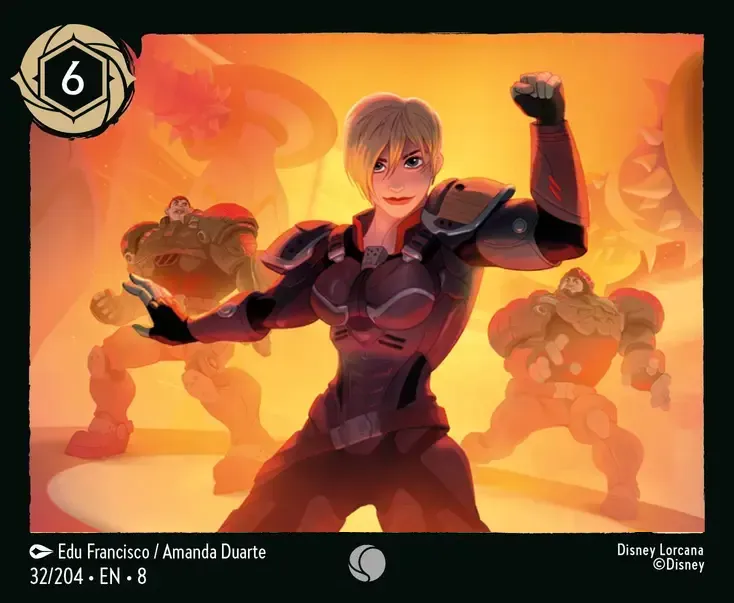 6
Edu Francisco / Amanda Duarte
Disney Lorcana
32/204 • EN • 8
©Disney